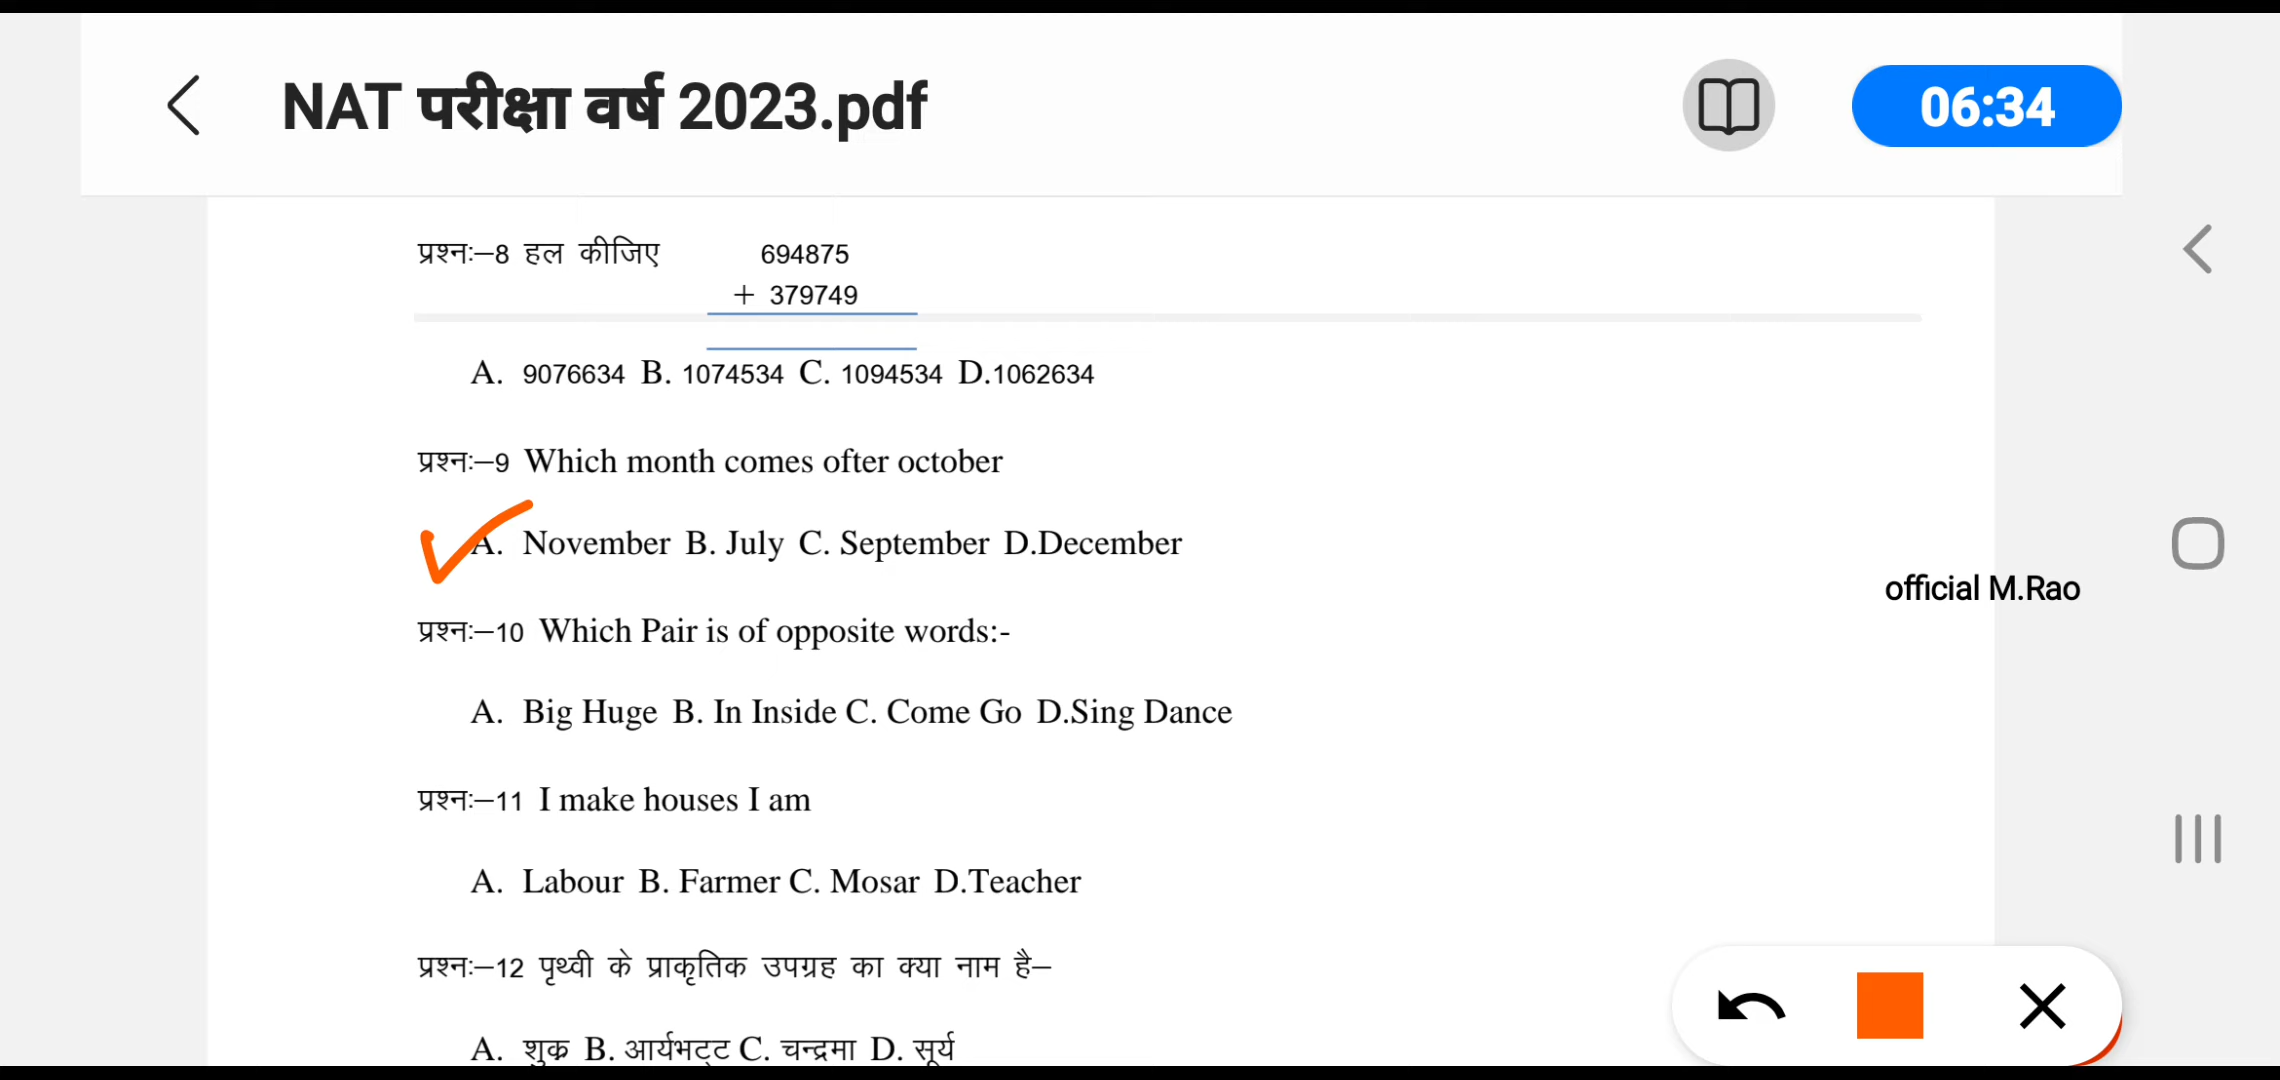 NAT परीक्षा वर्ष 2023.pdf
06:34
प्रश्नः–8 हल कीजिए 694875
+ 379749
A. 9076634 B. 1074534 C. 1094534 D.1062634
प्रश्नः–9 Which month comes ofter october
A. November B. July C. September D.December
official M.Rao
प्रश्नः–10 Which Pair is of opposite words:-
A. Big Huge B. In Inside C. Come Go D.Sing Dance
प्रश्नः–11 I make houses I am
A. Labour B. Farmer C. Mosar D.Teacher
प्रश्नः–12 पृथ्वी के प्राकृतिक उपग्रह का क्या नाम है–
A. शुक्र B. आर्यभट्ट C. चन्द्रमा D. सूर्य